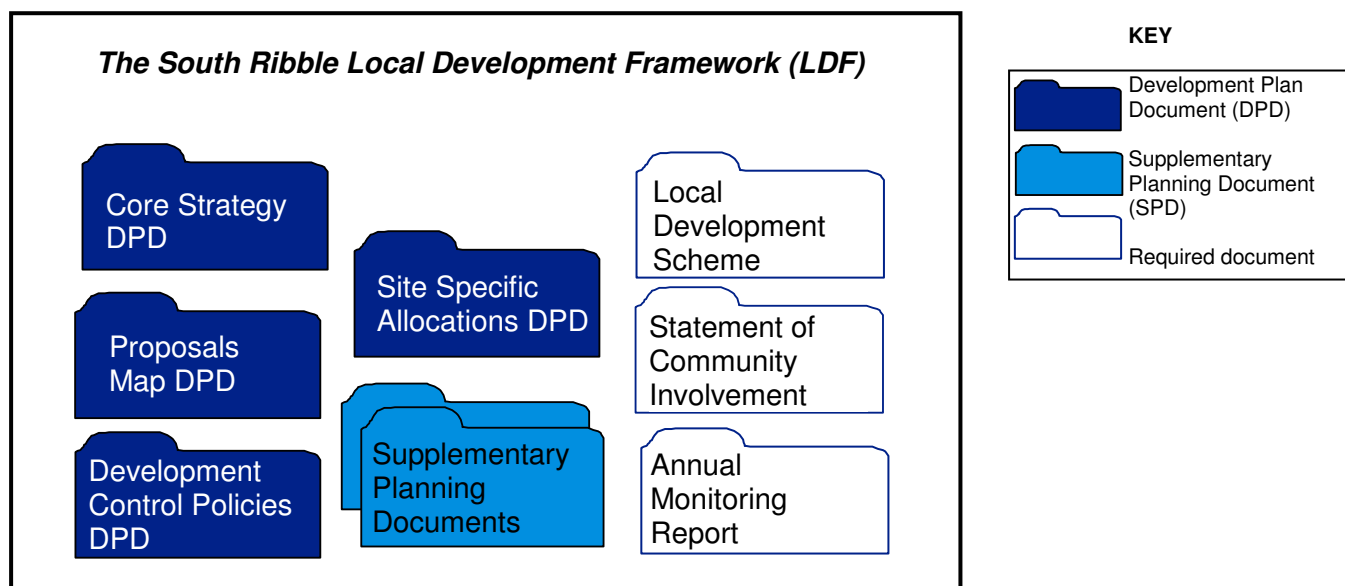 The South Ribble Local Development Framework (LDF)
Core Strategy
DPD
Proposals
Map DPD
Development
Control Policies
DPD
Site Specific
Allocations DPD
Supplementary
Planning
Documents
Local
Development
Scheme
Statement of
Community
Involvement
Annual
Monitoring
Report
KEY
Development Plan
Document (DPD)
Supplementary
Planning Document
(SPD)
Required document